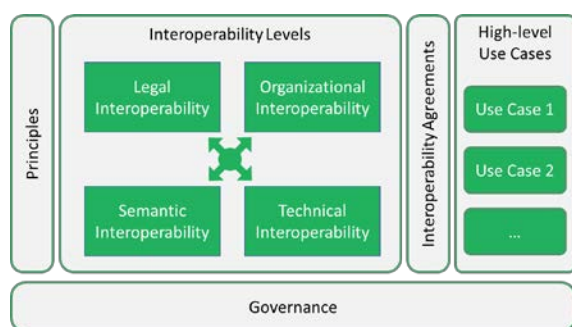 Principles
Interoperability Levels
Legal
Interoperability
Organizational
Interoperability
Semantic
Interoperability
Technical
Interoperability
Interoperability Agreements
High-level
Use Cases
Use Case 1
Use Case 2
...
Governance